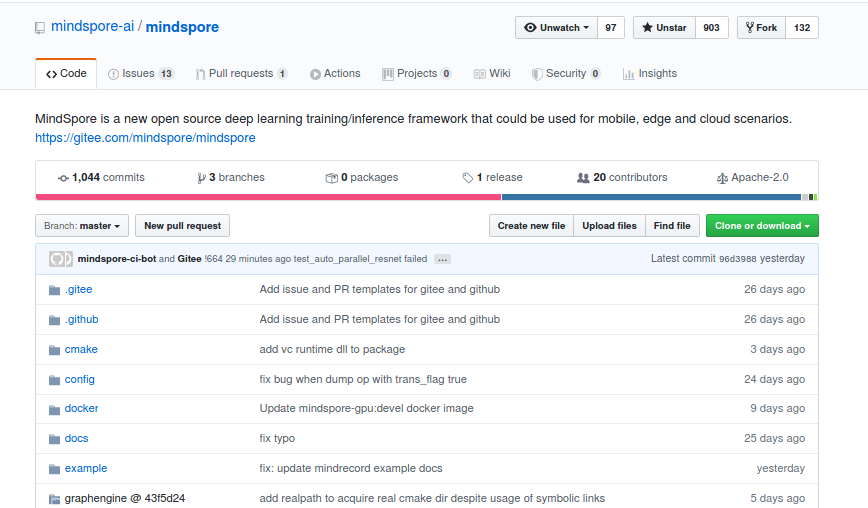 mindspore-ai / mindspore
Unwatch 97 Unstar 903 Fork 132
Code Issues 13 Pull requests 1 Actions Projects 0 Wiki Security 0 Insights
MindSpore is a new open source deep learning training/inference framework that could be used for mobile, edge and cloud scenarios.
https://gitee.com/mindspore/mindspore
1,044 commits 3 branches 0 packages 1 release 20 contributors Apache-2.0
Branch: master New pull request Create new file Upload files Find file Clone or download
mindspore-ci-bot and Gitee !664 29 minutes ago test_auto_parallel_resnet failed ... Latest commit 96d3988 yesterday
.gitee Add issue and PR templates for gitee and github 26 days ago
.github Add issue and PR templates for gitee and github 26 days ago
cmake add vc runtime dll to package 3 days ago
config fix bug when dump op with trans_flag true 24 days ago
docker Update mindspore-gpu:devel docker image 9 days ago
docs fix typo 25 days ago
example fix: update mindrecord example docs yesterday
graphengine @ 43f5d24 add realpath to acquire real cmake dir despite usage of symbolic links 5 days ago